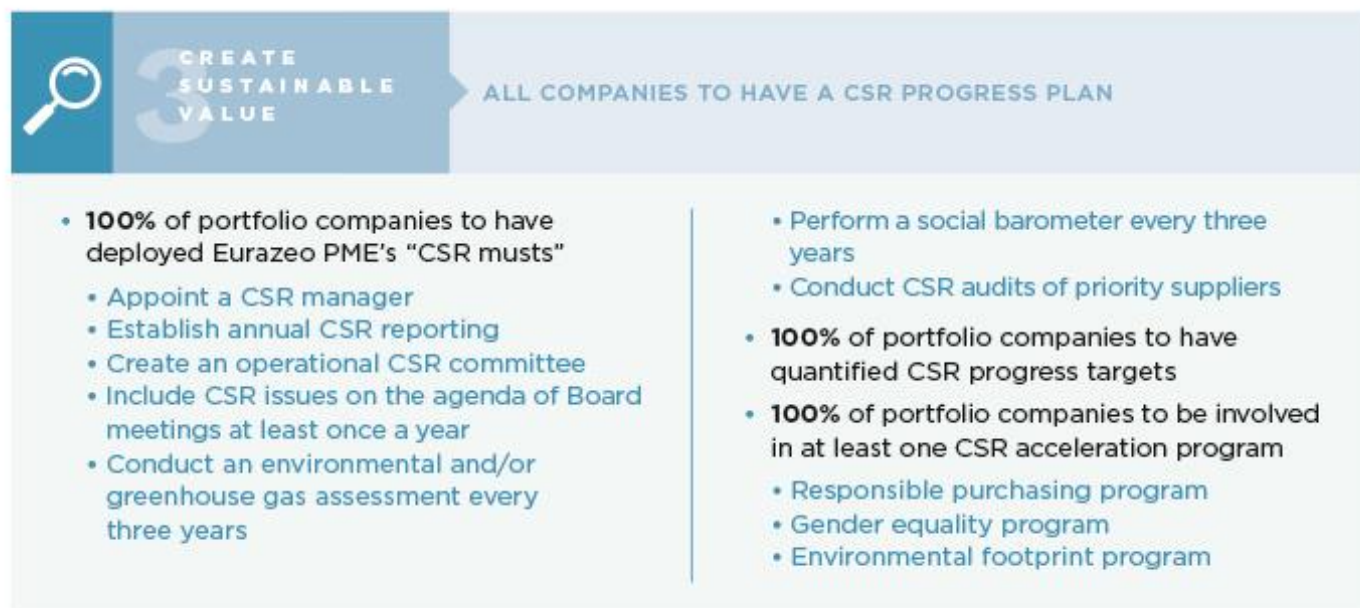 3
CREATE
SUSTAINABLE
VALUE
ALL COMPANIES TO HAVE A CSR PROGRESS PLAN
• 100% of portfolio companies to have
deployed Eurazeo PME’s “CSR musts”
• Appoint a CSR manager
• Establish annual CSR reporting
• Create an operational CSR committee
• Include CSR issues on the agenda of Board
meetings at least once a year
• Conduct an environmental and/or
greenhouse gas assessment every
three years
• Perform a social barometer every three
years
• Conduct CSR audits of priority suppliers
• 100% of portfolio companies to have
quantified CSR progress targets
• 100% of portfolio companies to be involved
in at least one CSR acceleration program
• Responsible purchasing program
• Gender equality program
• Environmental footprint program